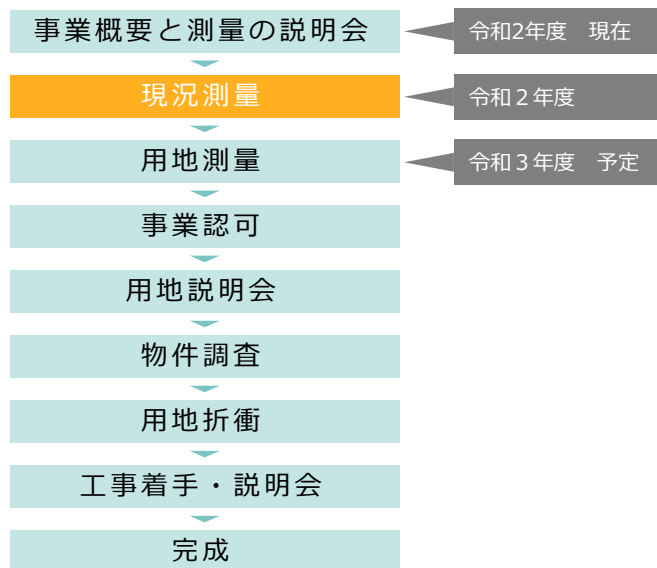 事業概要と測量の説明会
令和2年度　現在
現況測量
令和２年度
用地測量
令和３年度　予定
事業認可
用地説明会
物件調査
用地折衝
工事着手・説明会
完成